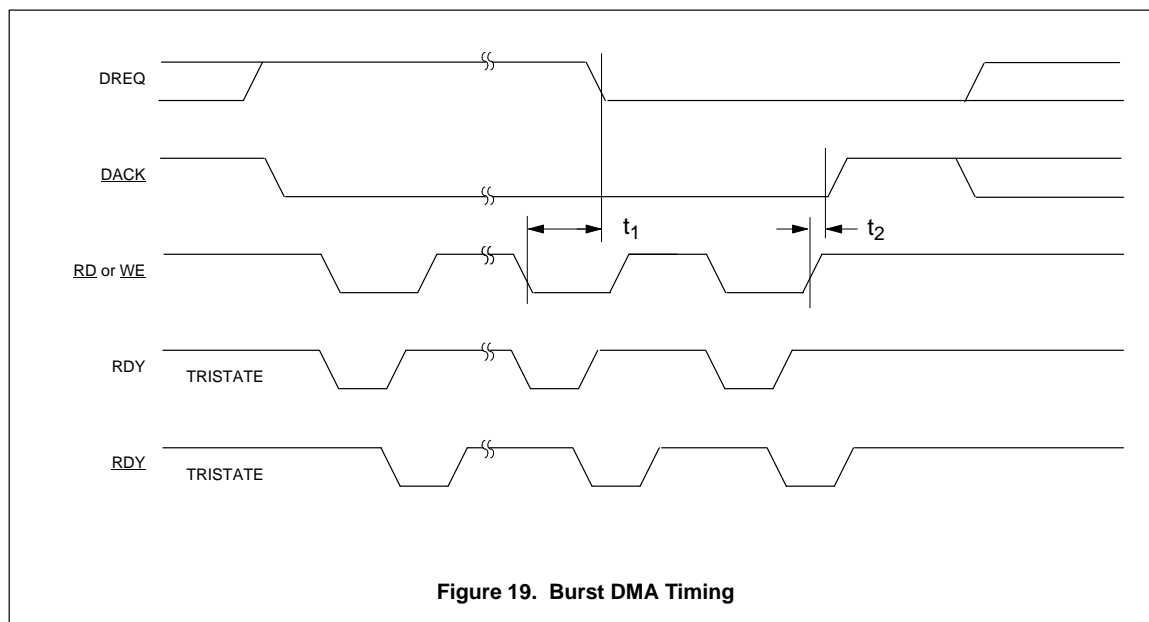 DREQ
DACK
t1
t2
RD or WE
RDY
TRISTATE
RDY
TRISTATE
Figure 19. Burst DMA Timing